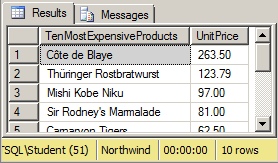 Results Messages
TenMostExpensiveProducts UnitPrice
1 Côte de Blaye 263.50
2 Thüringer Rostbratwurst 123.79
3 Mishi Kobe Niku 97.00
4 Sir Rodney's Marmalade 81.00
5 Carnarvon Tigers 62.50
SQL\Student (51) Northwind 00:00:00 10 rows